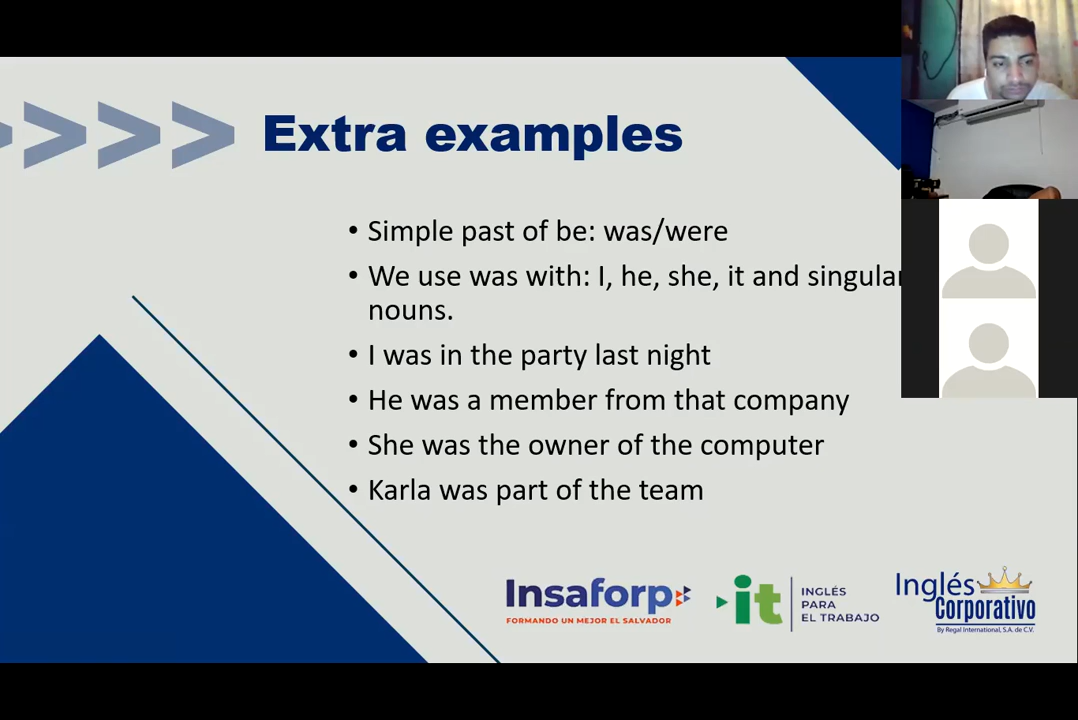 Extra examples
• Simple past of be: was/were
• We use was with: I, he, she, it and singular
nouns.
• I was in the party last night
• He was a member from that company
• She was the owner of the computer
• Karla was part of the team
Insaforp
FORMANDO UN MEJOR EL SALVADOR
it
INGLÉS
PARA
EL TRABAJO
Inglés
Corporativo
By Regal International, S.A. de C.V.